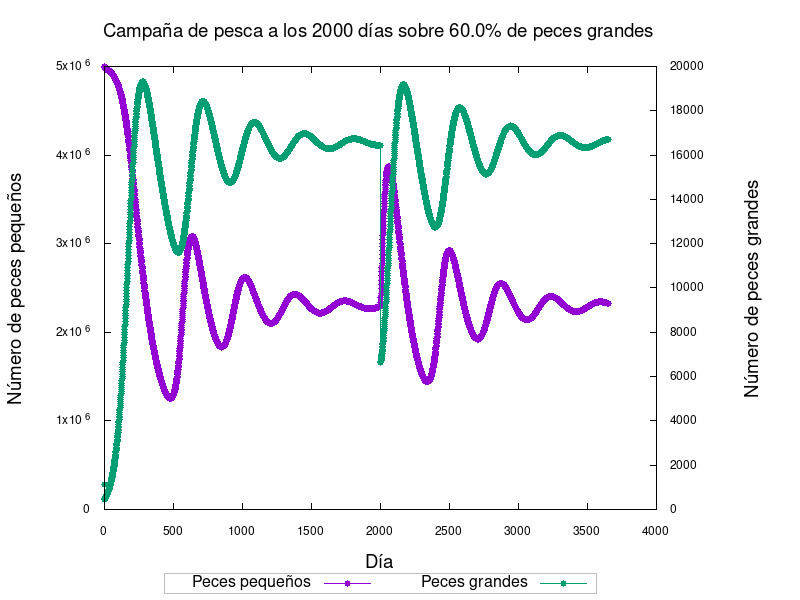 Campaña de pesca a los 2000 días sobre 60.0% de peces grandes
Número de peces pequeños
5x10 6
4x10 6
3x10 6
2x10 6
1x10 6
0
20000
18000
16000
14000
12000
10000
8000
6000
4000
2000
0
Número de peces grandes
0 500 1000 1500 2000 2500 3000 3500 4000
Día
Peces pequeños Peces grandes